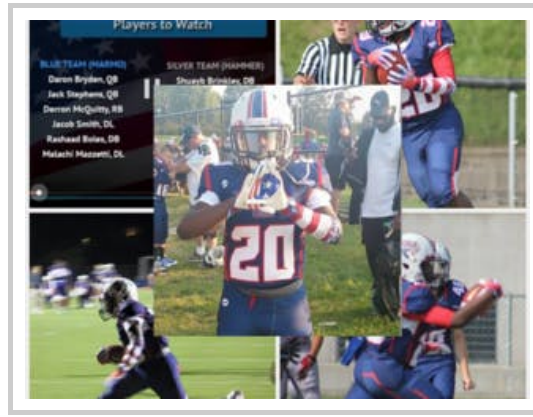 Players to Watch
BLUE TEAM (MARMO)
Daron Bryden, QB
Jack Stephens, QB
Derron McQuitty, RB
Jacob Smith, DL
Rashaad Boles, DB
Malachi Mazzetti, DL
SILVER TEAM (HAMMER)
Shuayb Brinkley, DB
20
20